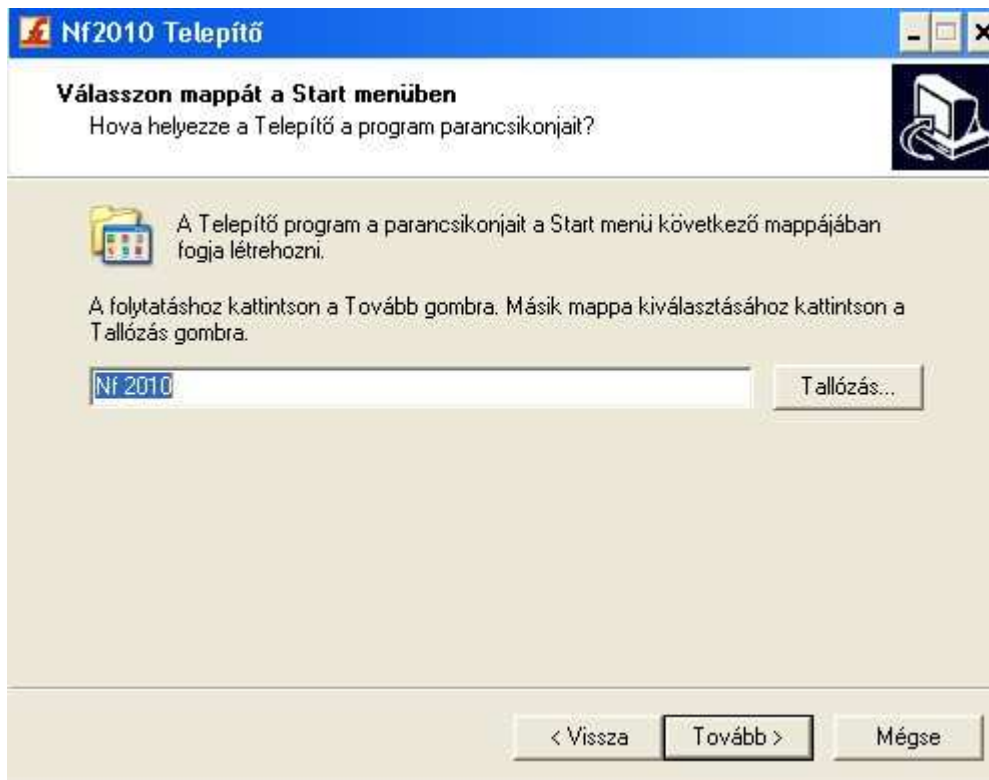 Nf2010 Telepítő
Válasszon mappát a Start menüben
Hova helyezze a Telepítő a program parancsikonjait?
A Telepítő program a parancsikonjait a Start menü következő mappájában
fogja létrehozni.
A folytatáshoz kattintson a Tovább gombra. Másik mappa kiválasztásához kattintson a
Tallózás gombra.
Nf 2010
Tallózás...
< Vissza
Tovább >
Mégse